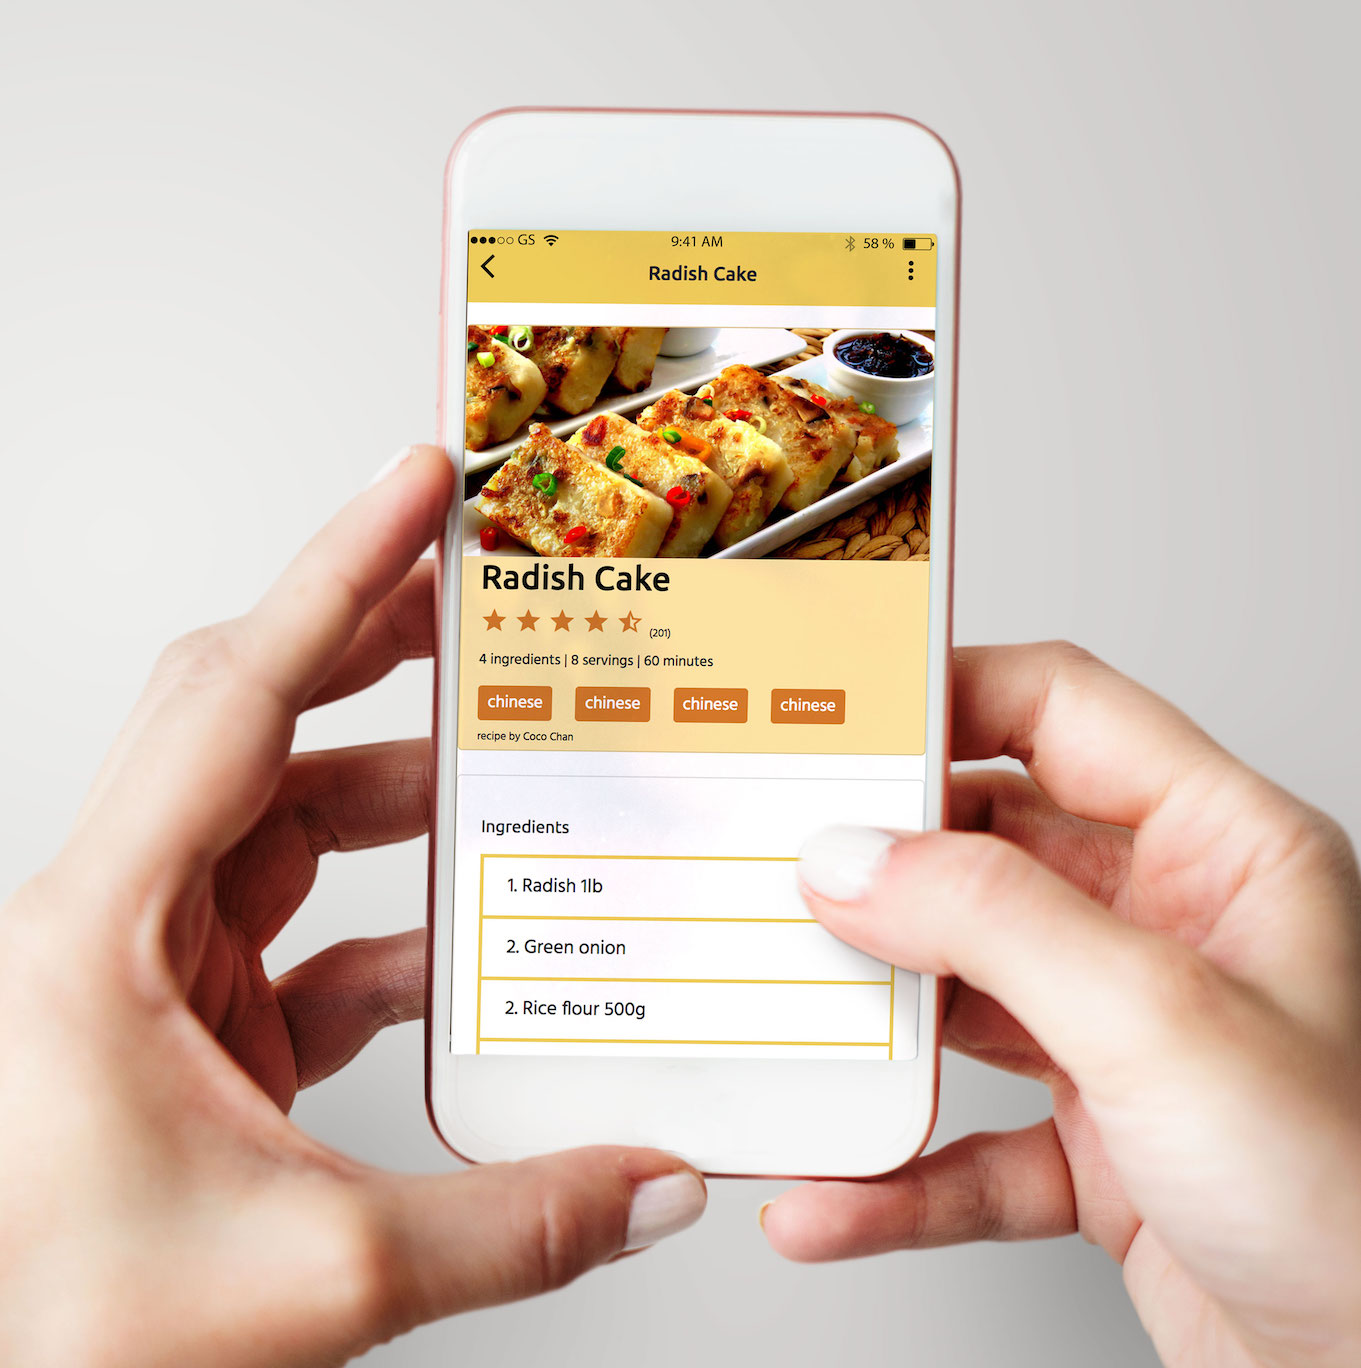 GS 9:41 AM 58 %
Radish Cake
Radish Cake
(201)
4 ingredients | 8 servings | 60 minutes
chinese chinese chinese chinese
recipe by Coco Chan
Ingredients
1. Radish 1lb
2. Green onion
2. Rice flour 500g